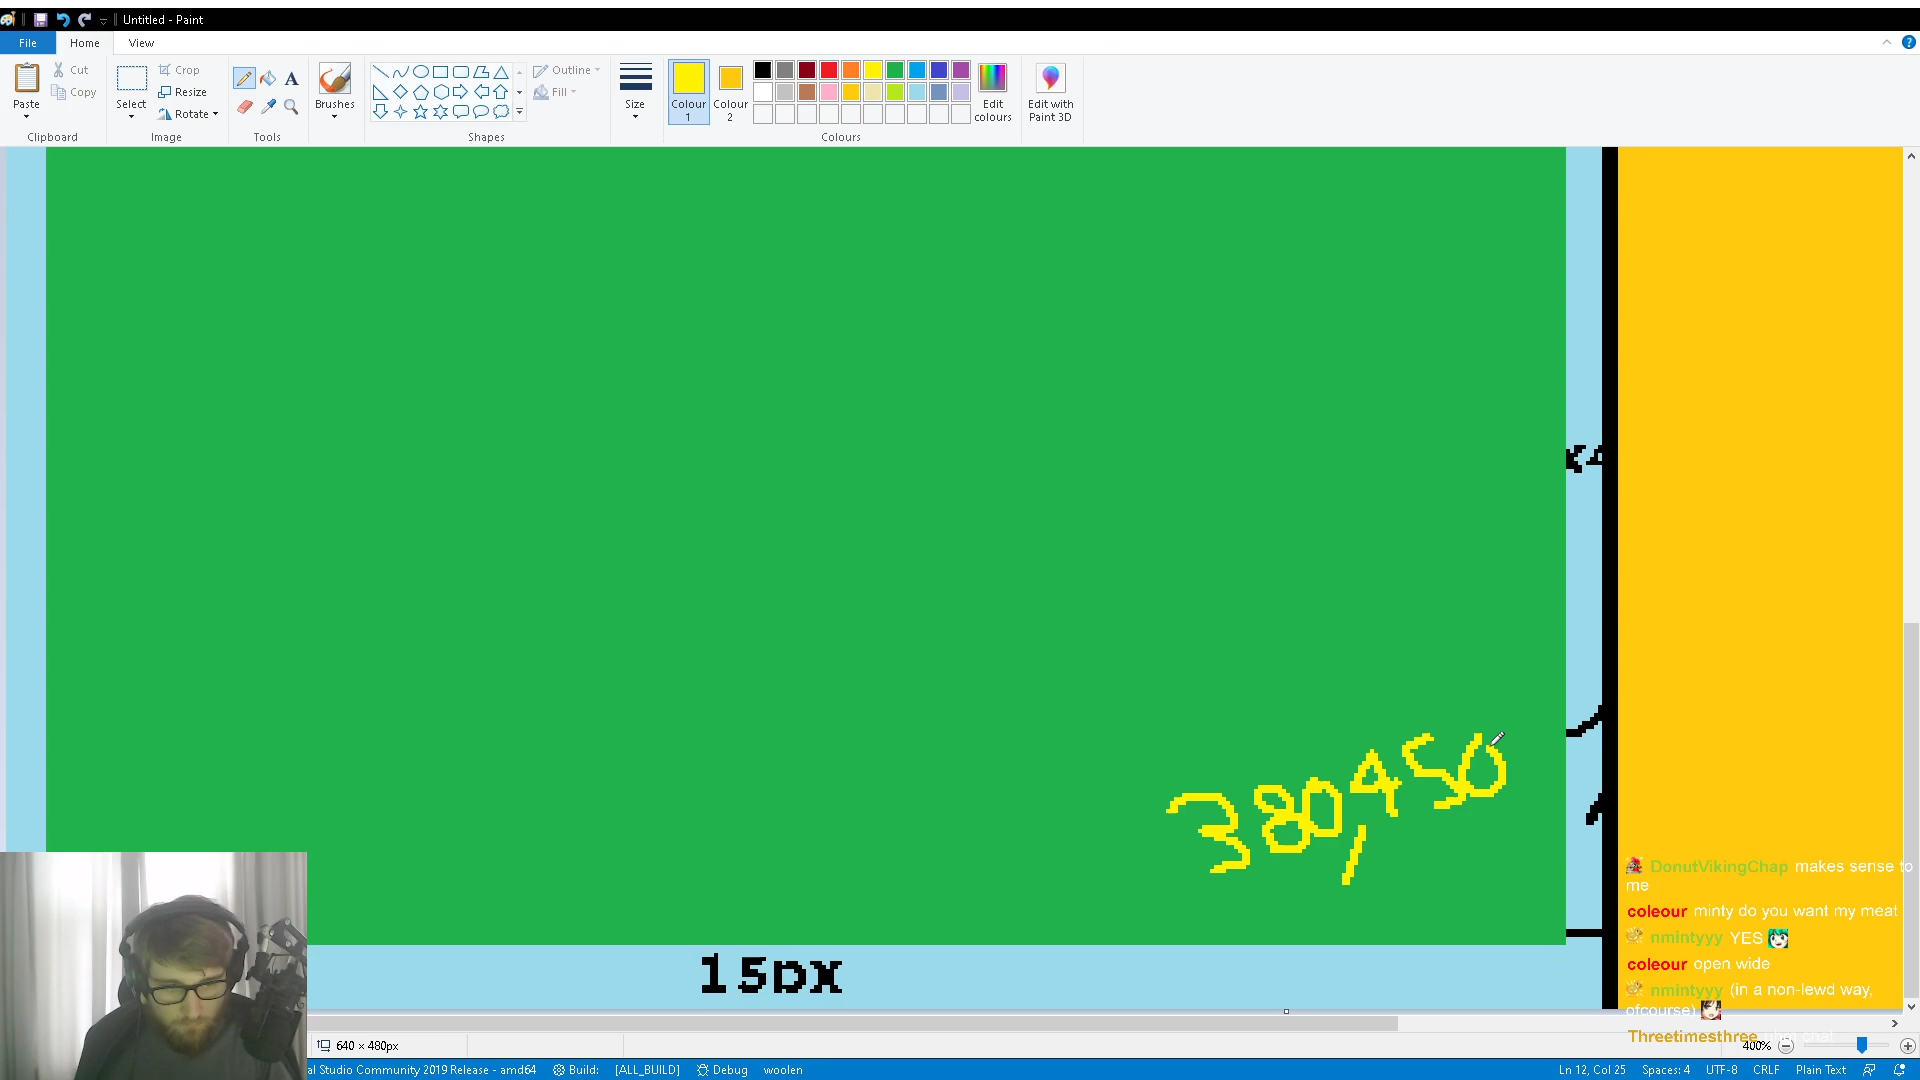 Untitled - Paint
File Home View
Paste
Cut
Copy
Clipboard
Select
Crop
Resize
Rotate
Image
Tools
Brushes
Shapes
Outline
Fill
Size
Colour 1
Colour 2
Edit colours
Colours
Edit with Paint 3D
380,450
15DX
DonutVikingChap makes sense to
me
coleour minty do you want my meat
nmintyyy YES
coleour open wide
nmintyyy (in a non-lewd way,
ofcourse)
Threetimesthree
640 × 480px
400%
al Studio Community 2019 Release - amd64 Build: [ALL_BUILD] Debug woolen Ln 12, Col 25 Spaces: 4 UTF-8 CRLF Plain Text